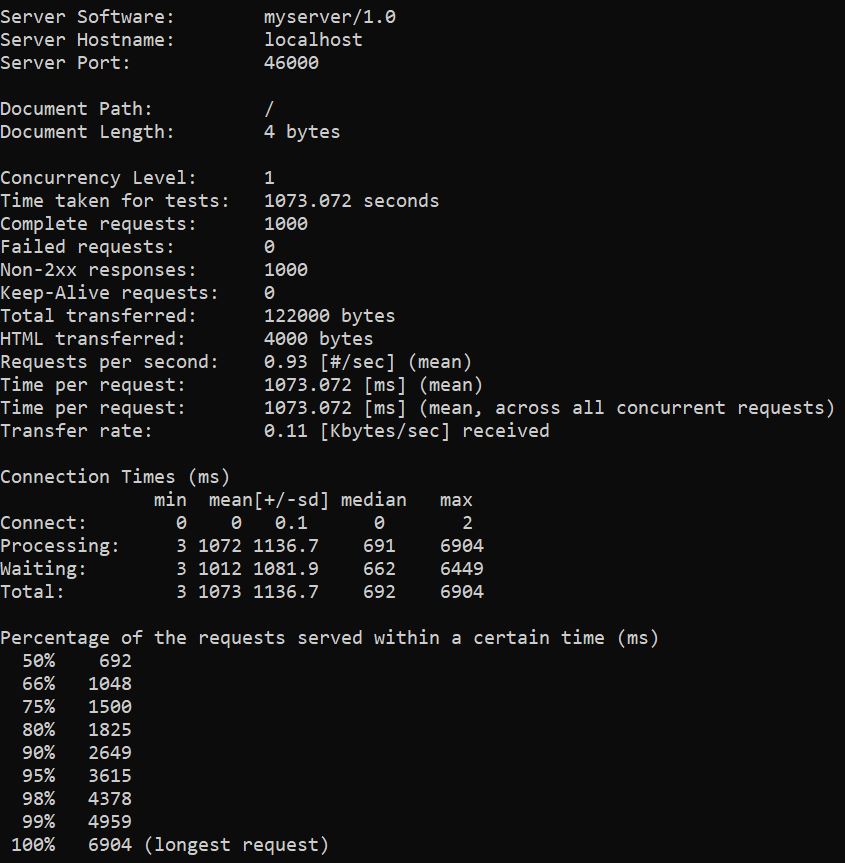 Server Software:        myserver/1.0
Server Hostname:        localhost
Server Port:            46000

Document Path:          /
Document Length:        4 bytes

Concurrency Level:      1
Time taken for tests:   1073.072 seconds
Complete requests:      1000
Failed requests:        0
Non-2xx responses:      1000
Keep-Alive requests:    0
Total transferred:      122000 bytes
HTML transferred:       4000 bytes
Requests per second:    0.93 [#/sec] (mean)
Time per request:       1073.072 [ms] (mean)
Time per request:       1073.072 [ms] (mean, across all concurrent requests)
Transfer rate:          0.11 [Kbytes/sec] received

Connection Times (ms)
              min  mean[+/-sd] median   max
Connect:        0    0   0.1      0       2
Processing:     3 1072 1136.7    691    6904
Waiting:        3 1012 1081.9    662    6449
Total:          3 1073 1136.7    692    6904

Percentage of the requests served within a certain time (ms)
  50%    692
  66%   1048
  75%   1500
  80%   1825
  90%   2649
  95%   3615
  98%   4378
  99%   4959
 100%   6904 (longest request)